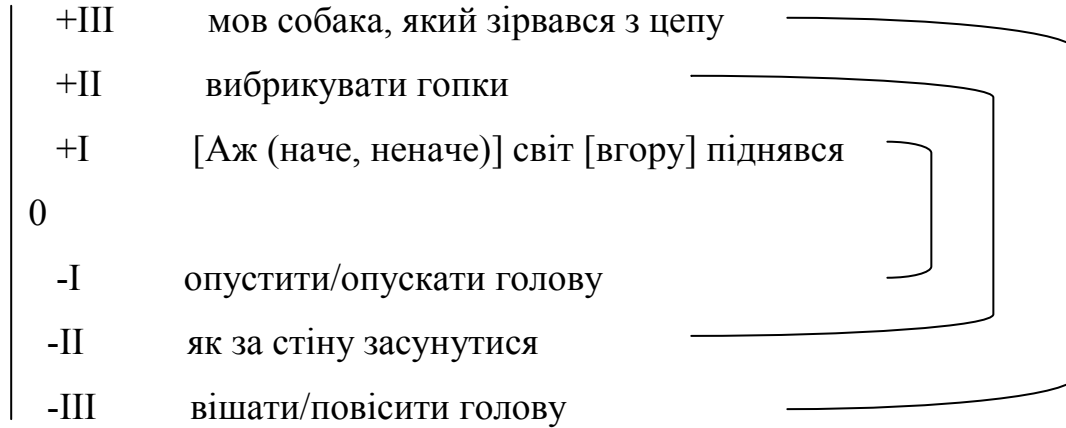 +III мов собака, який зірвався з цепу
+II вибрикувати гопки
+I [Аж (наче, неначе)] світ [вгору] піднявся
0
-I опустити/опускати голову
-II як за стіну засунутися
-III вішати/повісити голову